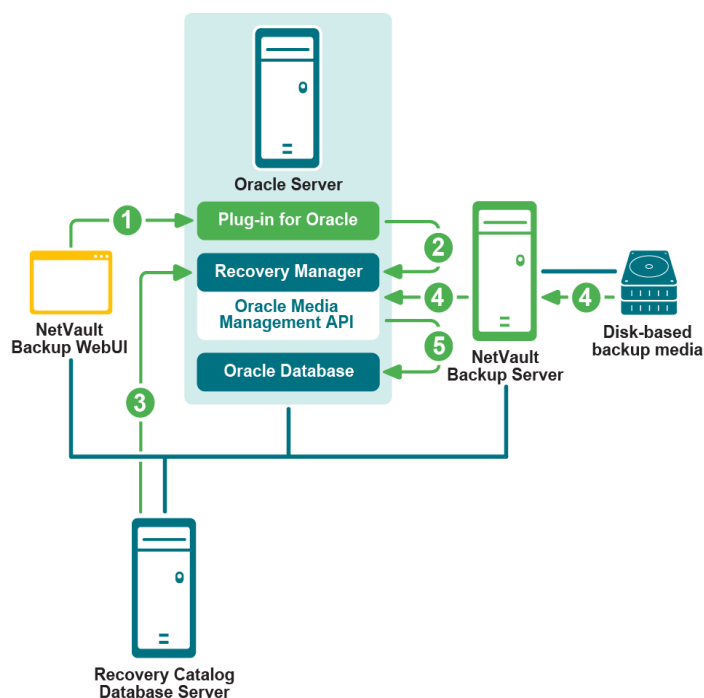 Oracle Server
1
Plug-in for Oracle
2
Recovery Manager
4
4
Oracle Media
Management API
5
NetVault
Backup WebUI
Disk-based
backup media
NetVault
Backup Server
Oracle Database
3
Recovery Catalog
Database Server